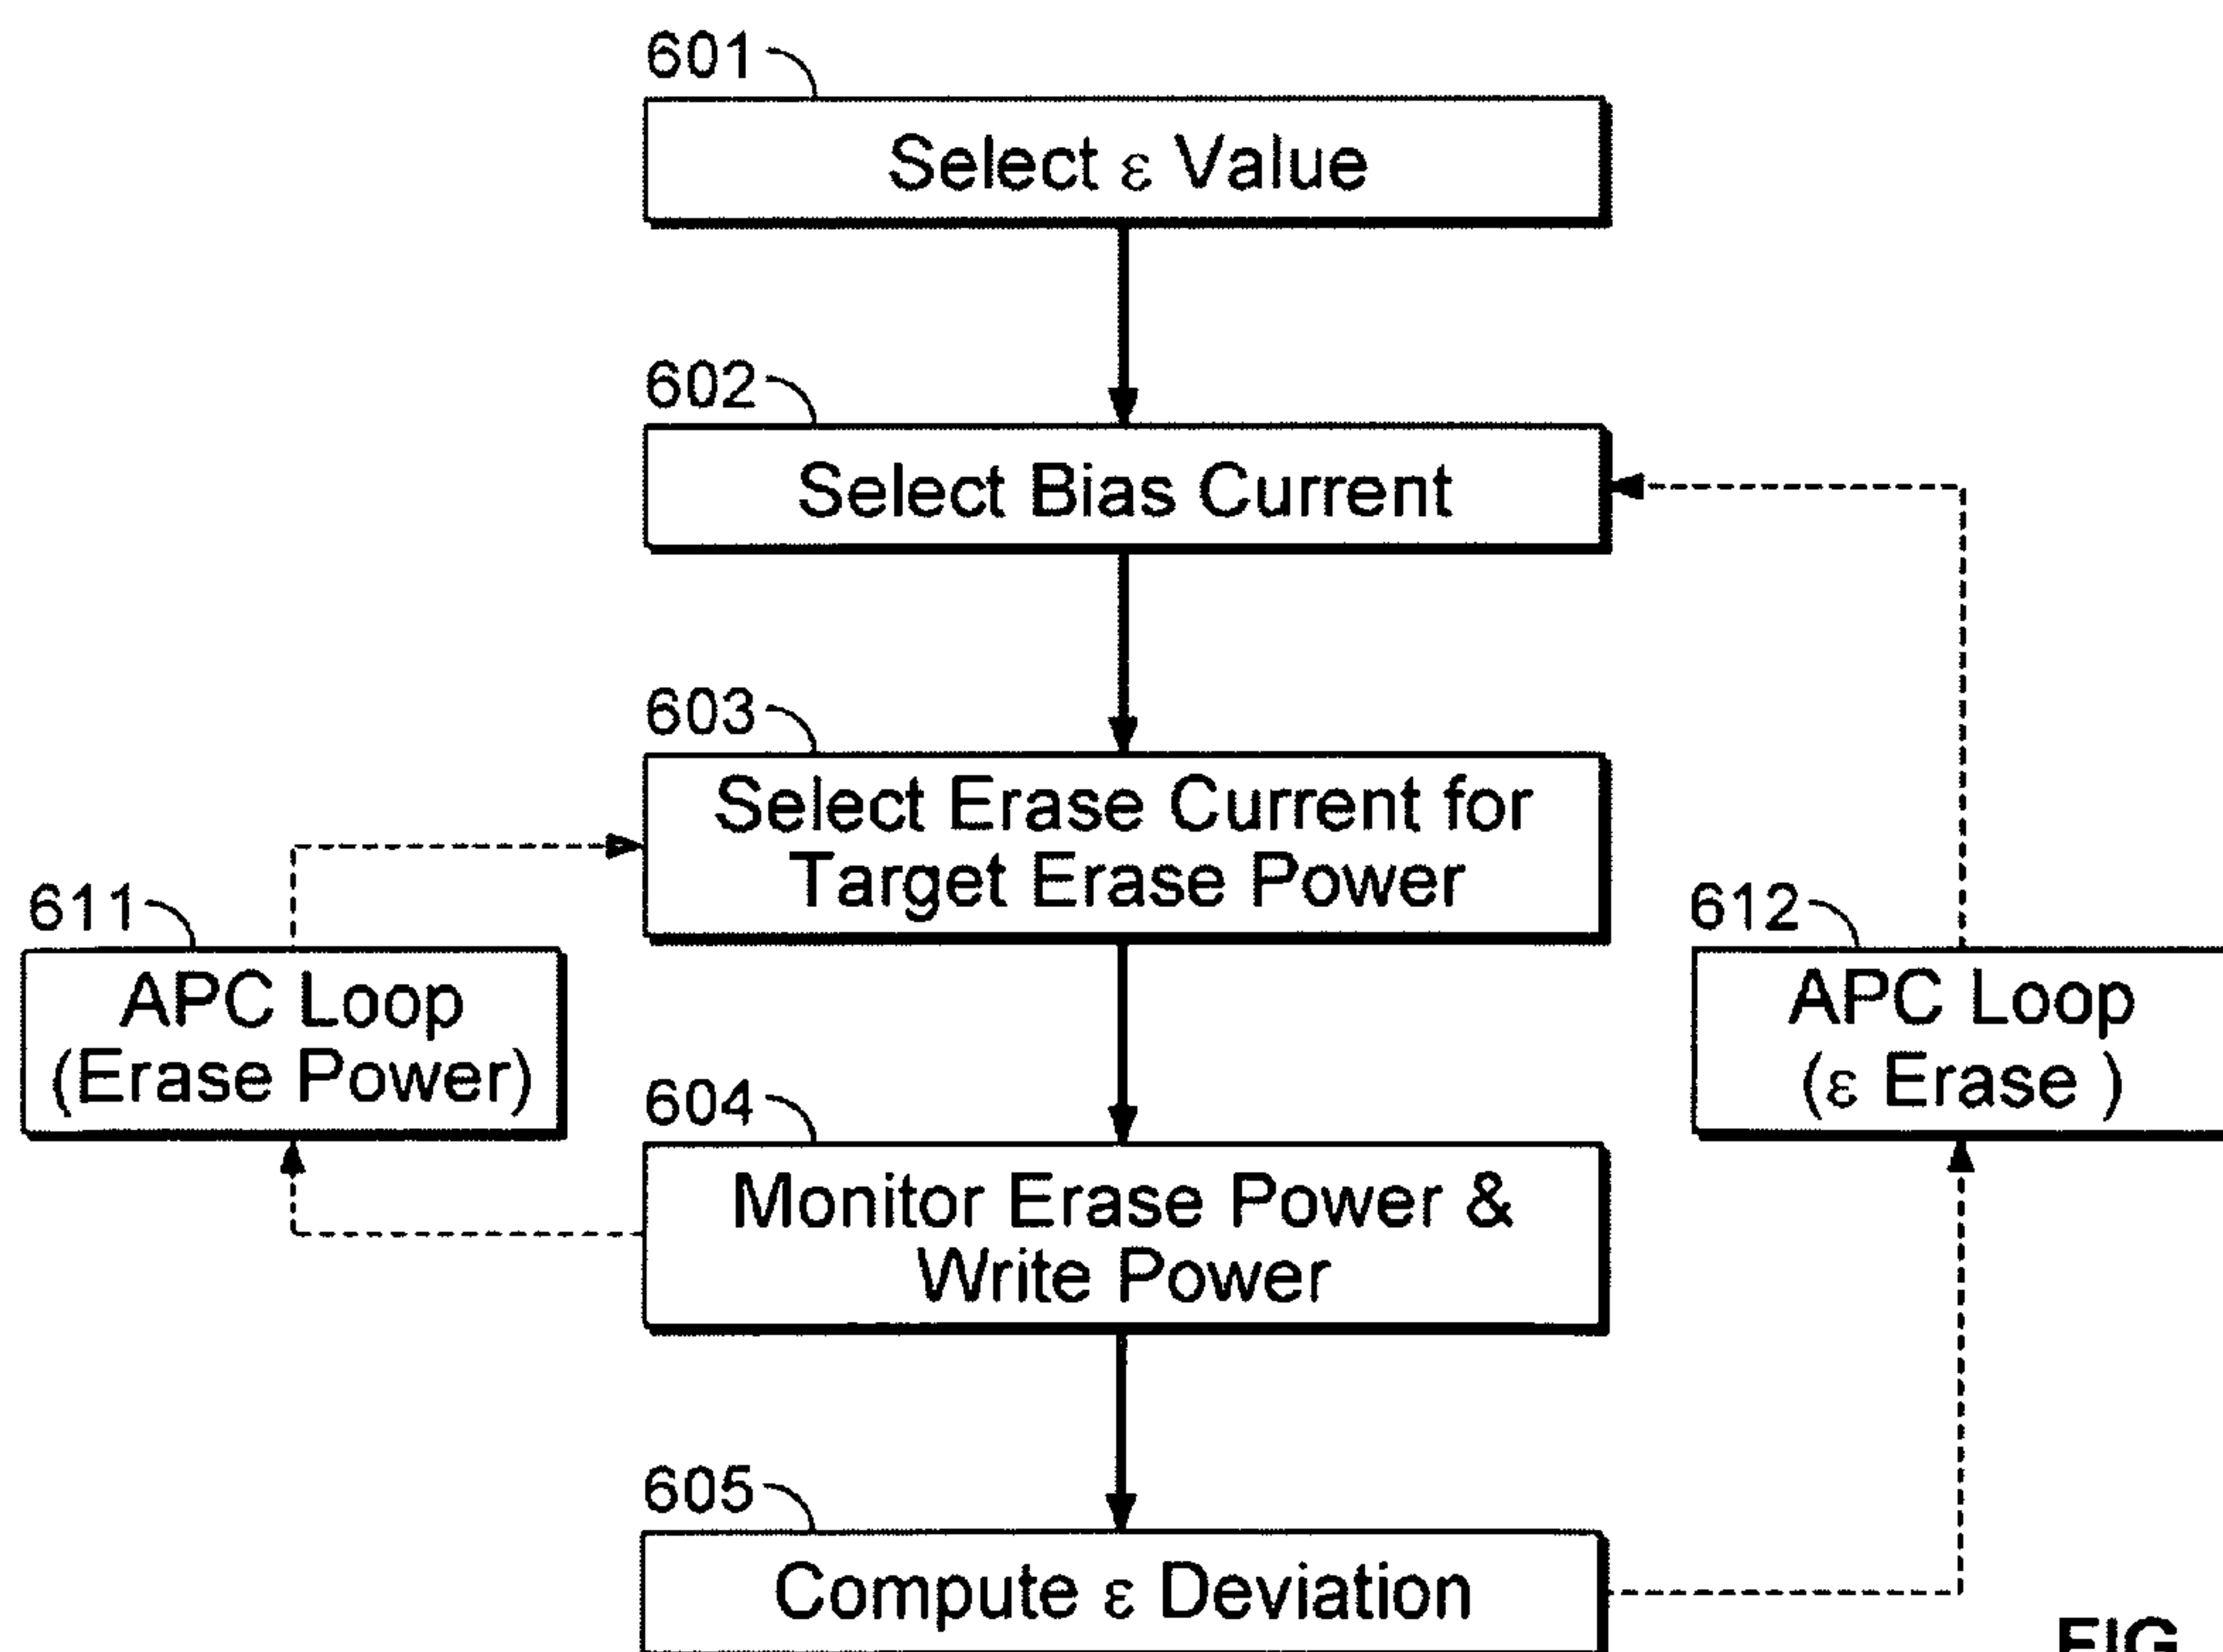 601
Select ε Value
602
Select Bias Current
603
Select Erase Current for
Target Erase Power
611
APC Loop
(Erase Power)
612
APC Loop
(ε Erase )
604
Monitor Erase Power &
Write Power
605
Compute ε Deviation
FIG